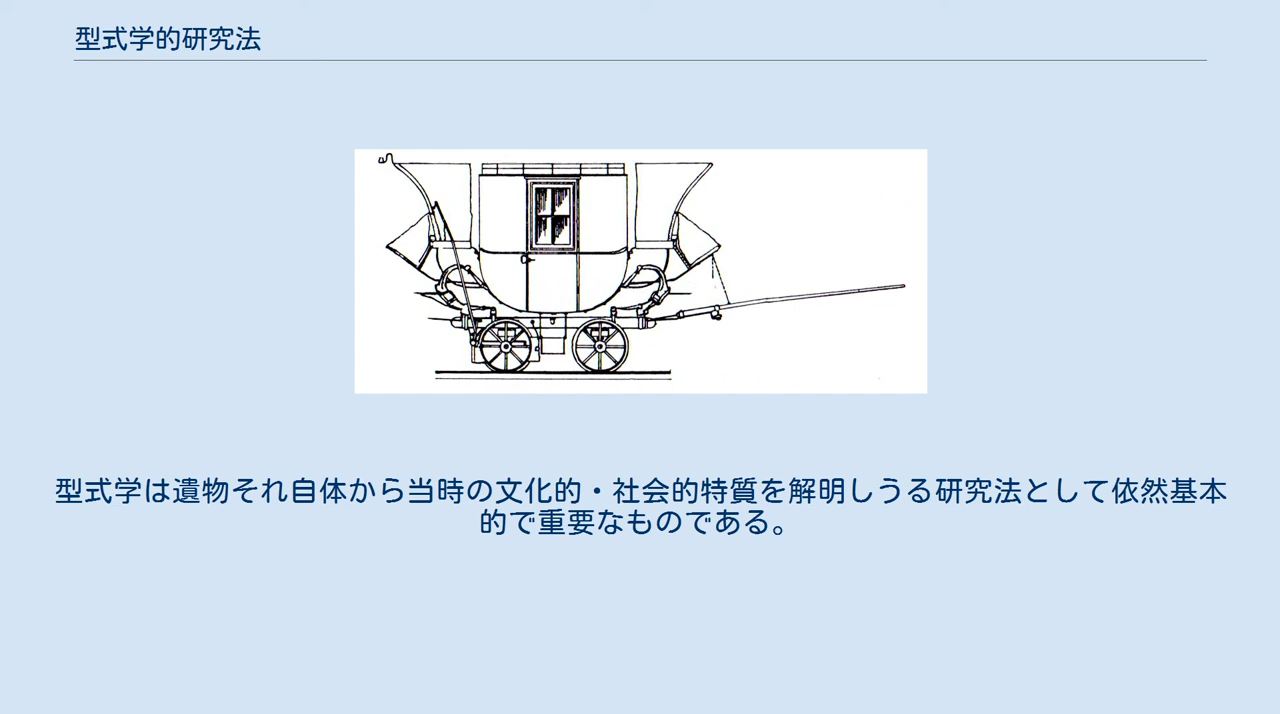 型式学的研究法
型式学は遺物それ自体から当時の文化的・社会的特質を解明しうる研究法として依然基本
的で重要なものである。